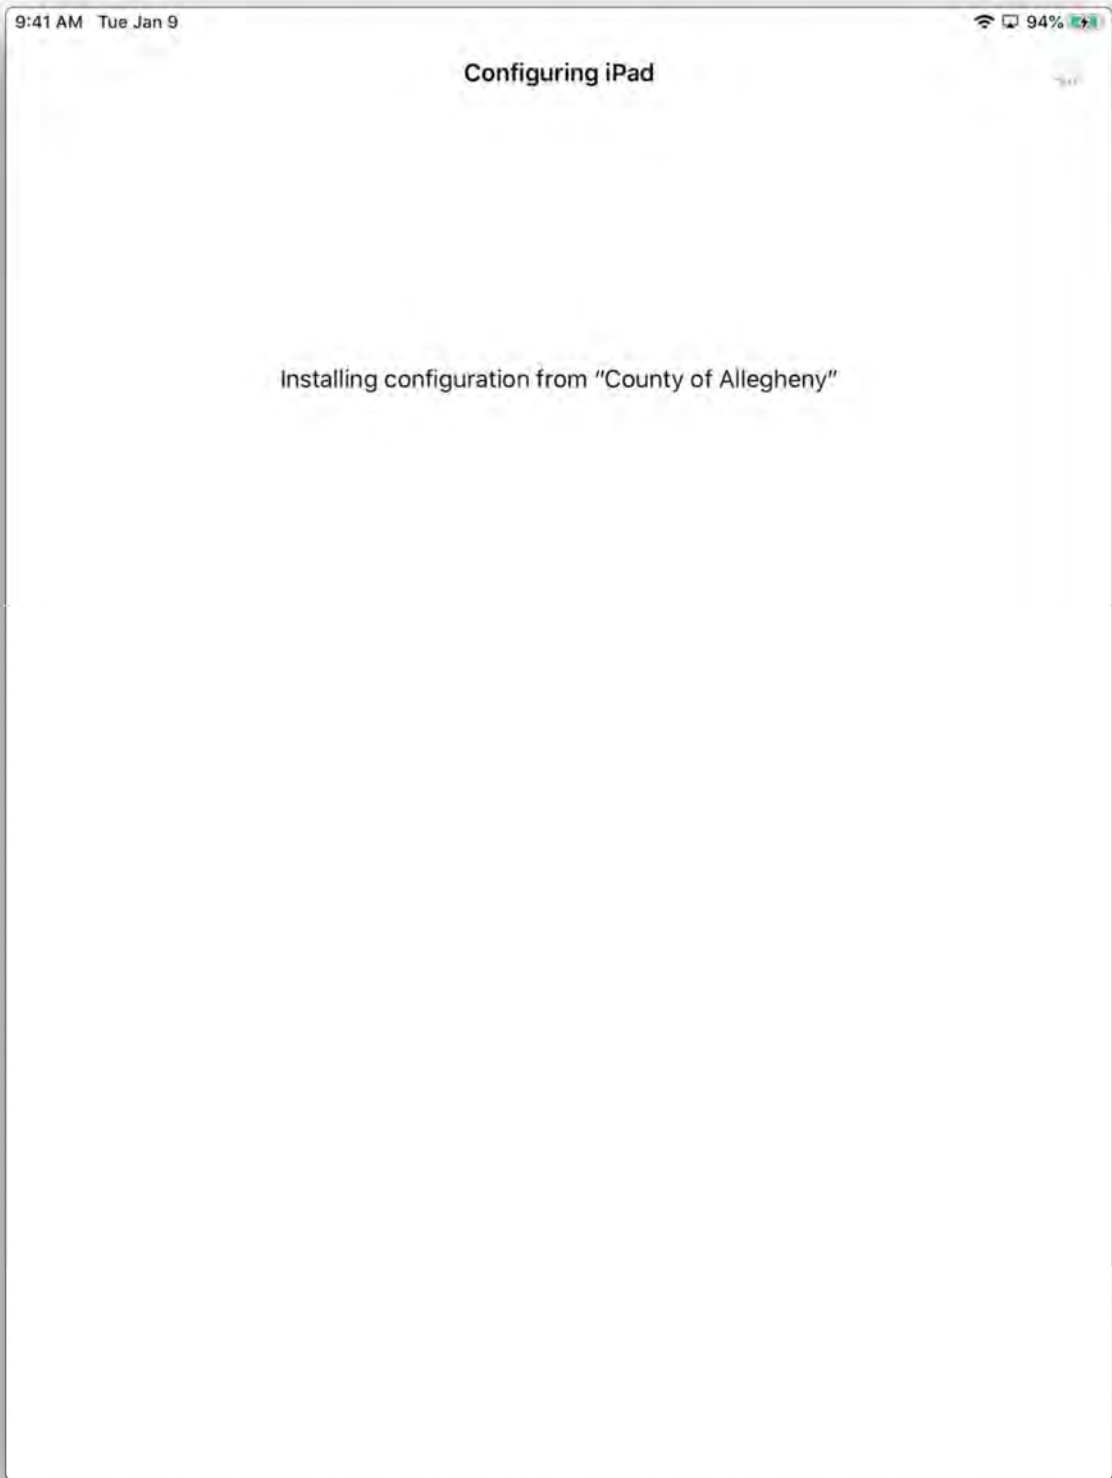 9:41 AM Tue Jan 9 94%
Configuring iPad
Installing configuration from "County of Allegheny"